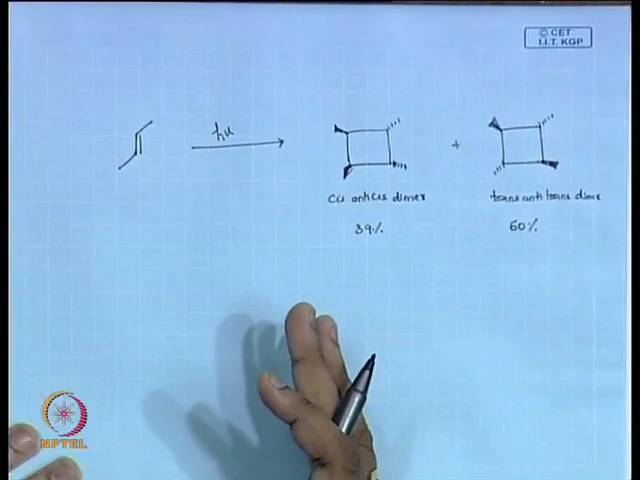 © CET
I.I.T. KGP
hν
+
cis anti cis dimer
trans anti trans dimer
39%
60%
NPTEL